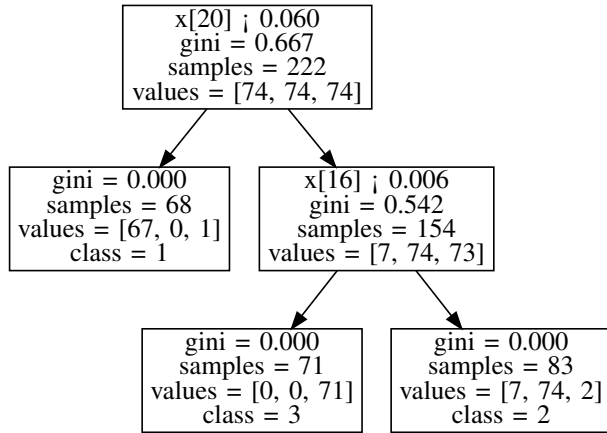 x[20] ¡ 0.060
gini = 0.667
samples = 222
values = [74, 74, 74]
gini = 0.000
samples = 68
values = [67, 0, 1]
class = 1
x[16] ¡ 0.006
gini = 0.542
samples = 154
values = [7, 74, 73]
gini = 0.000
samples = 71
values = [0, 0, 71]
class = 3
gini = 0.000
samples = 83
values = [7, 74, 2]
class = 2